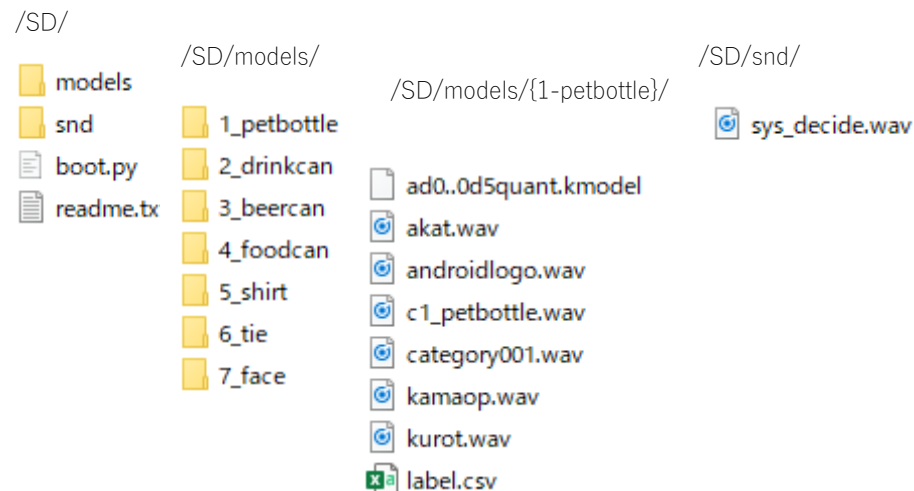 /SD/
models
snd
boot.py
readme.tx
/SD/models/
1_petbottle
2_drinkcan
3_beercan
4_foodcan
5_shirt
6_tie
7_face
/SD/models/{1-petbottle}/
ad0..0d5quant.kmodel
akat.wav
androidlogo.wav
c1_petbottle.wav
category001.wav
kamaop.wav
kurot.wav
label.csv
/SD/snd/
sys_decide.wav